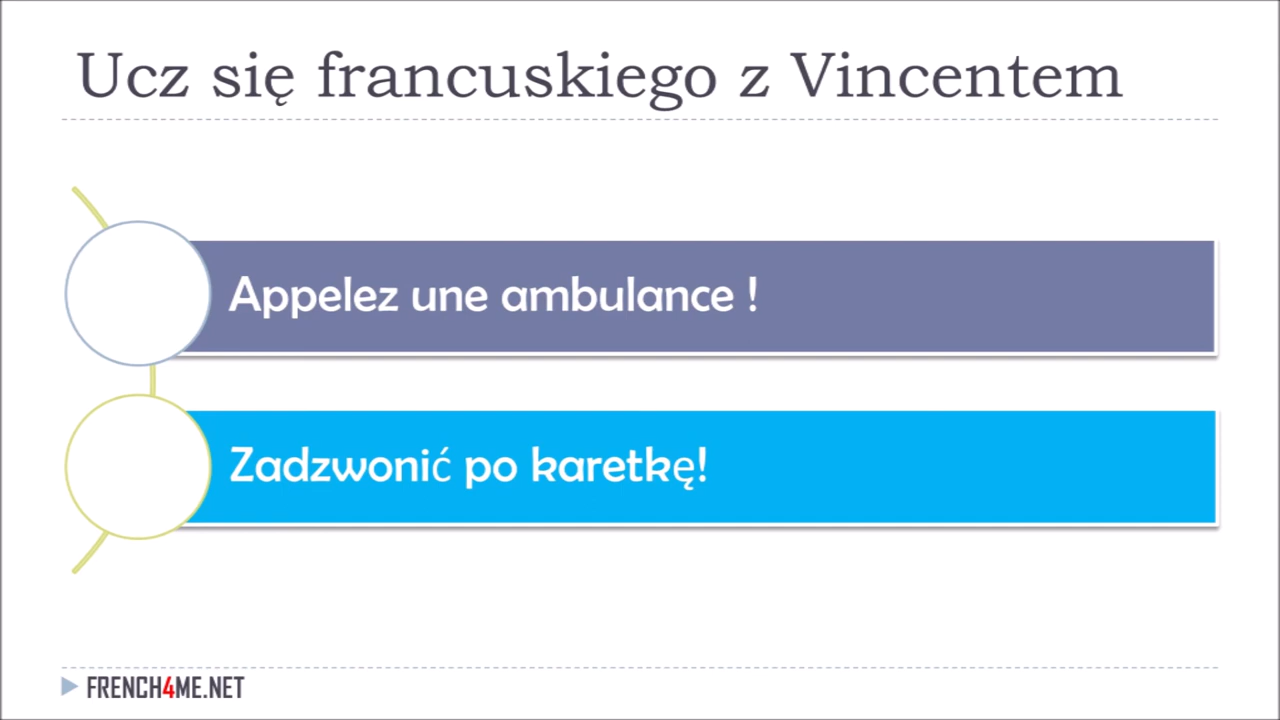 Ucz się francuskiego z Vincentem
Appelez une ambulance !
Zadzwonić po karetkę!
FRENCH4ME.NET